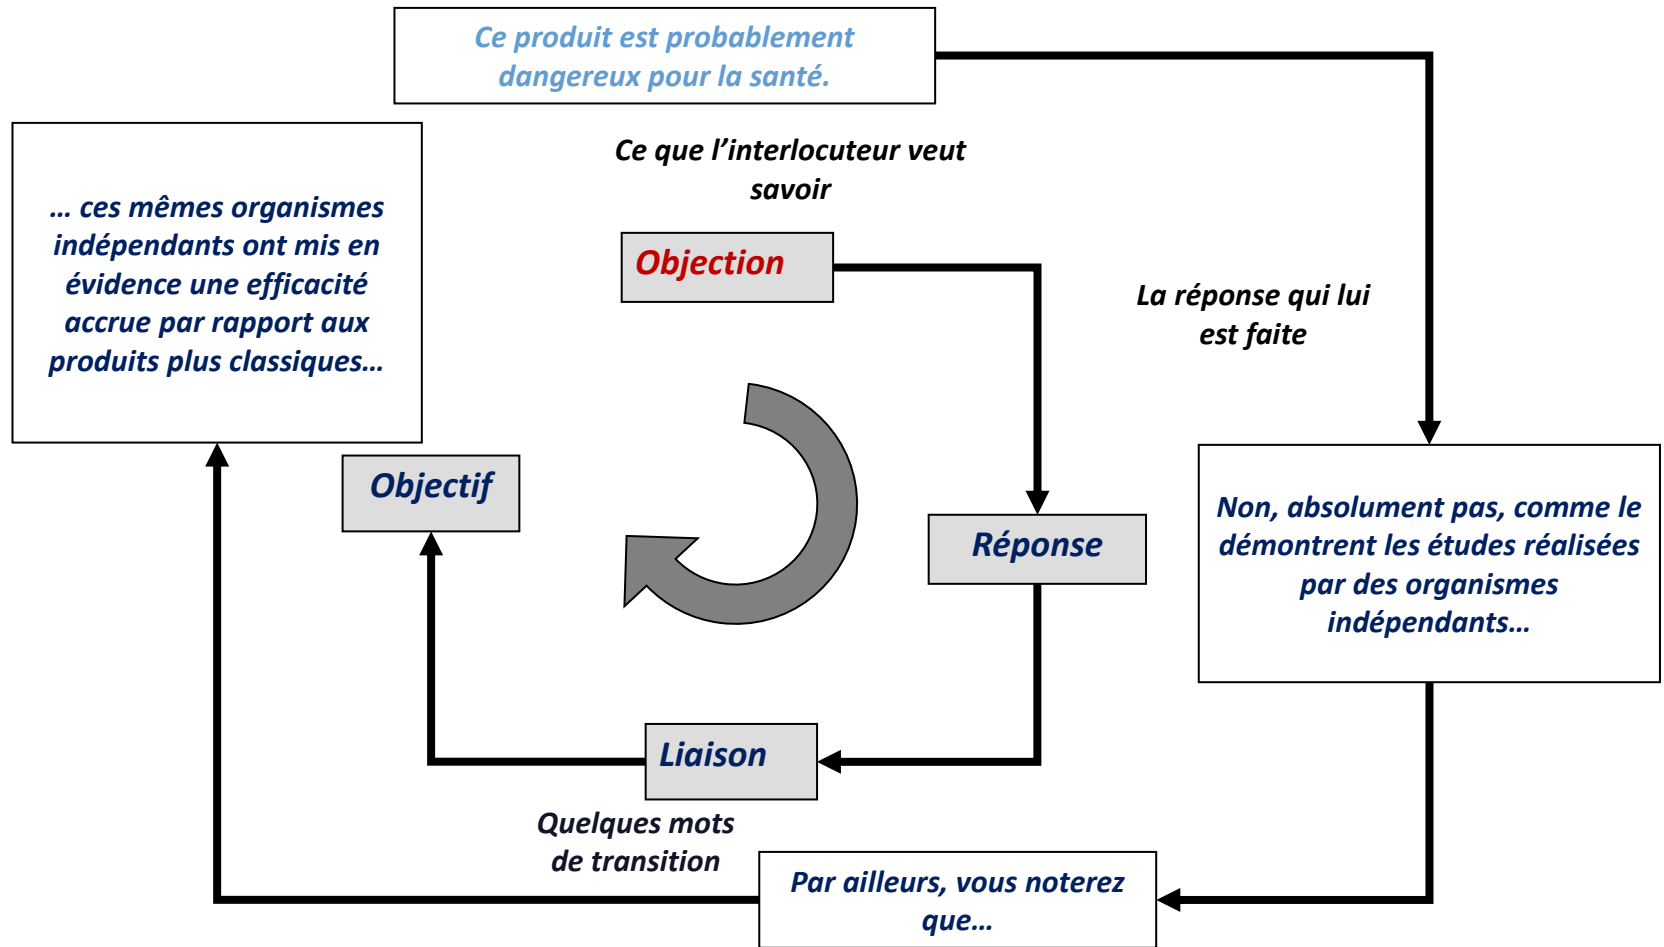 Ce produit est probablement
dangereux pour la santé.
Ce que l’interlocuteur veut
savoir
Objection
La réponse qui lui
est faite
Réponse
Non, absolument pas, comme le
démontrent les études réalisées
par des organismes
indépendants…
Liaison
Quelques mots
de transition
Par ailleurs, vous noterez
que…
Objectif
… ces mêmes organismes
indépendants ont mis en
évidence une efficacité
accrue par rapport aux
produits plus classiques…